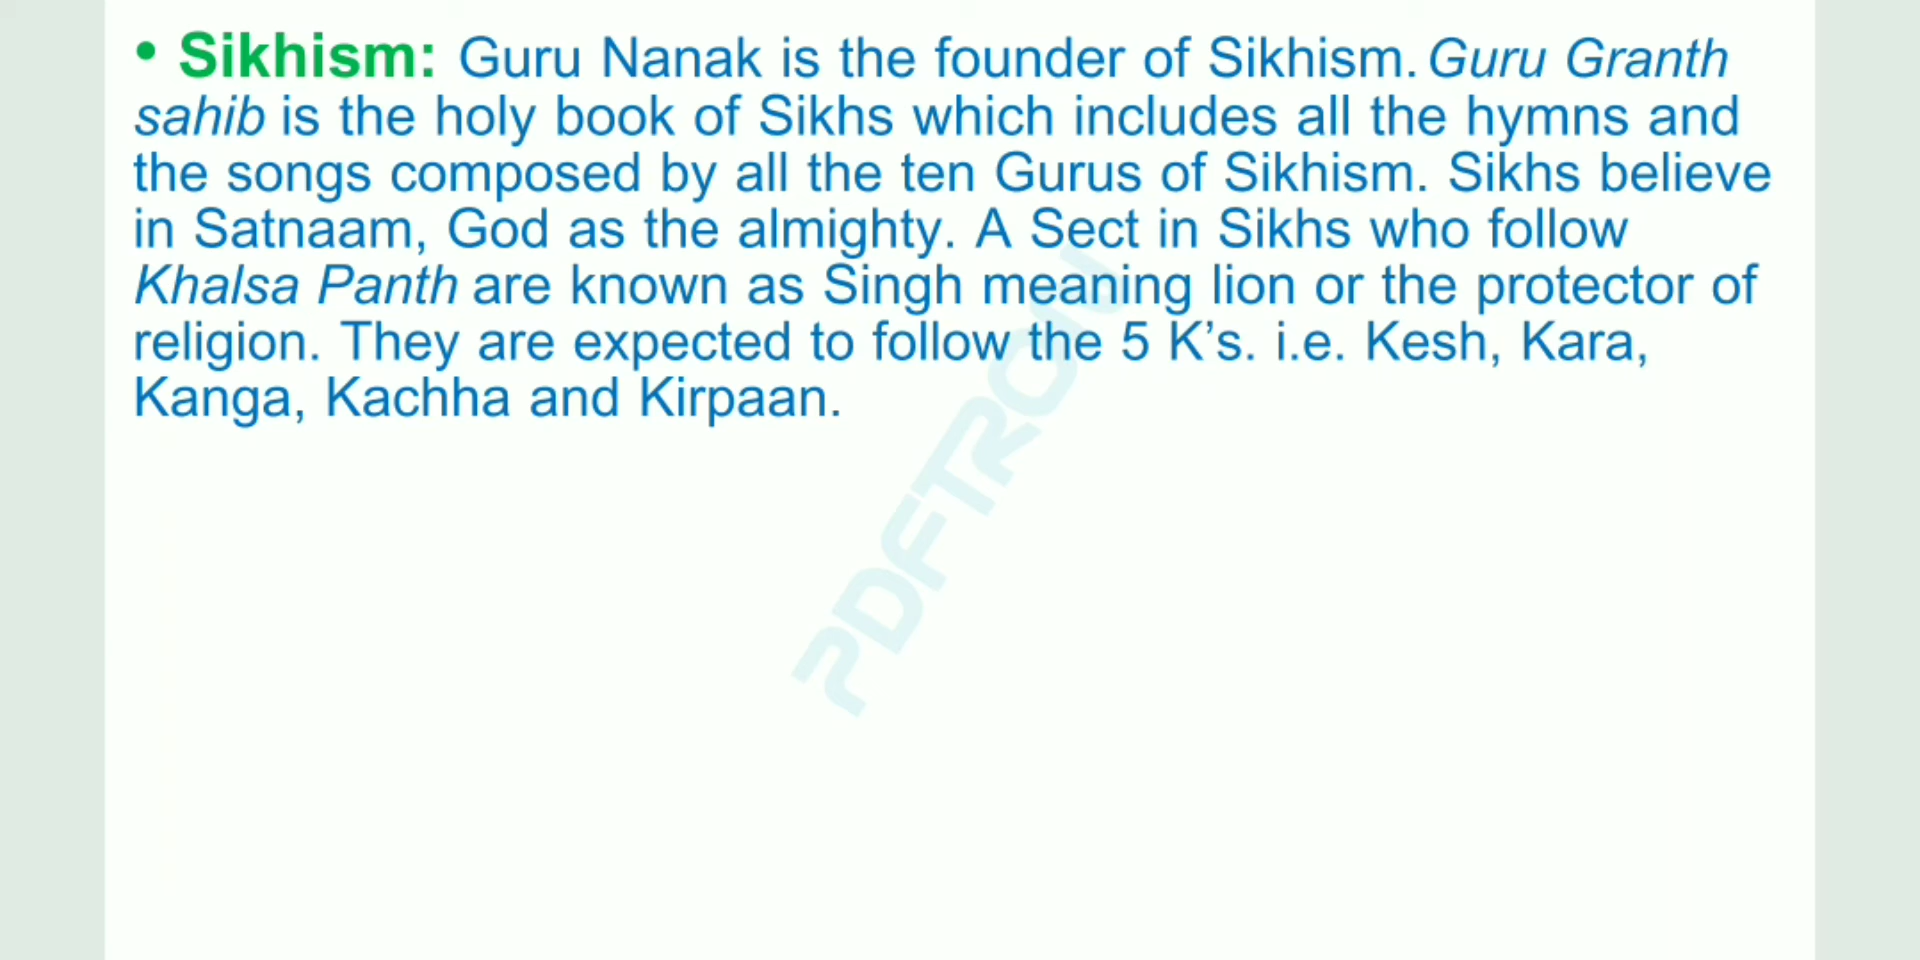 • Sikhism: Guru Nanak is the founder of Sikhism. Guru Granth
sahib is the holy book of Sikhs which includes all the hymns and
the songs composed by all the ten Gurus of Sikhism. Sikhs believe
in Satnaam, God as the almighty. A Sect in Sikhs who follow
Khalsa Panth are known as Singh meaning lion or the protector of
religion. They are expected to follow the 5 K’s. i.e. Kesh, Kara,
Kanga, Kachha and Kirpaan.
PDFTRON